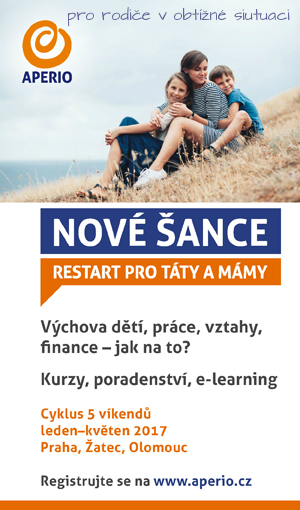 pro rodiče v obtížné siutuaci
APERIO
NOVÉ ŠANCE
RESTART PRO TÁTY A MÁMY
Výchova dětí, práce, vztahy,
finance – jak na to?
Kurzy, poradenství, e-learning
Cyklus 5 víkendů
leden–květen 2017
Praha, Žatec, Olomouc
Registrujte se na www.aperio.cz